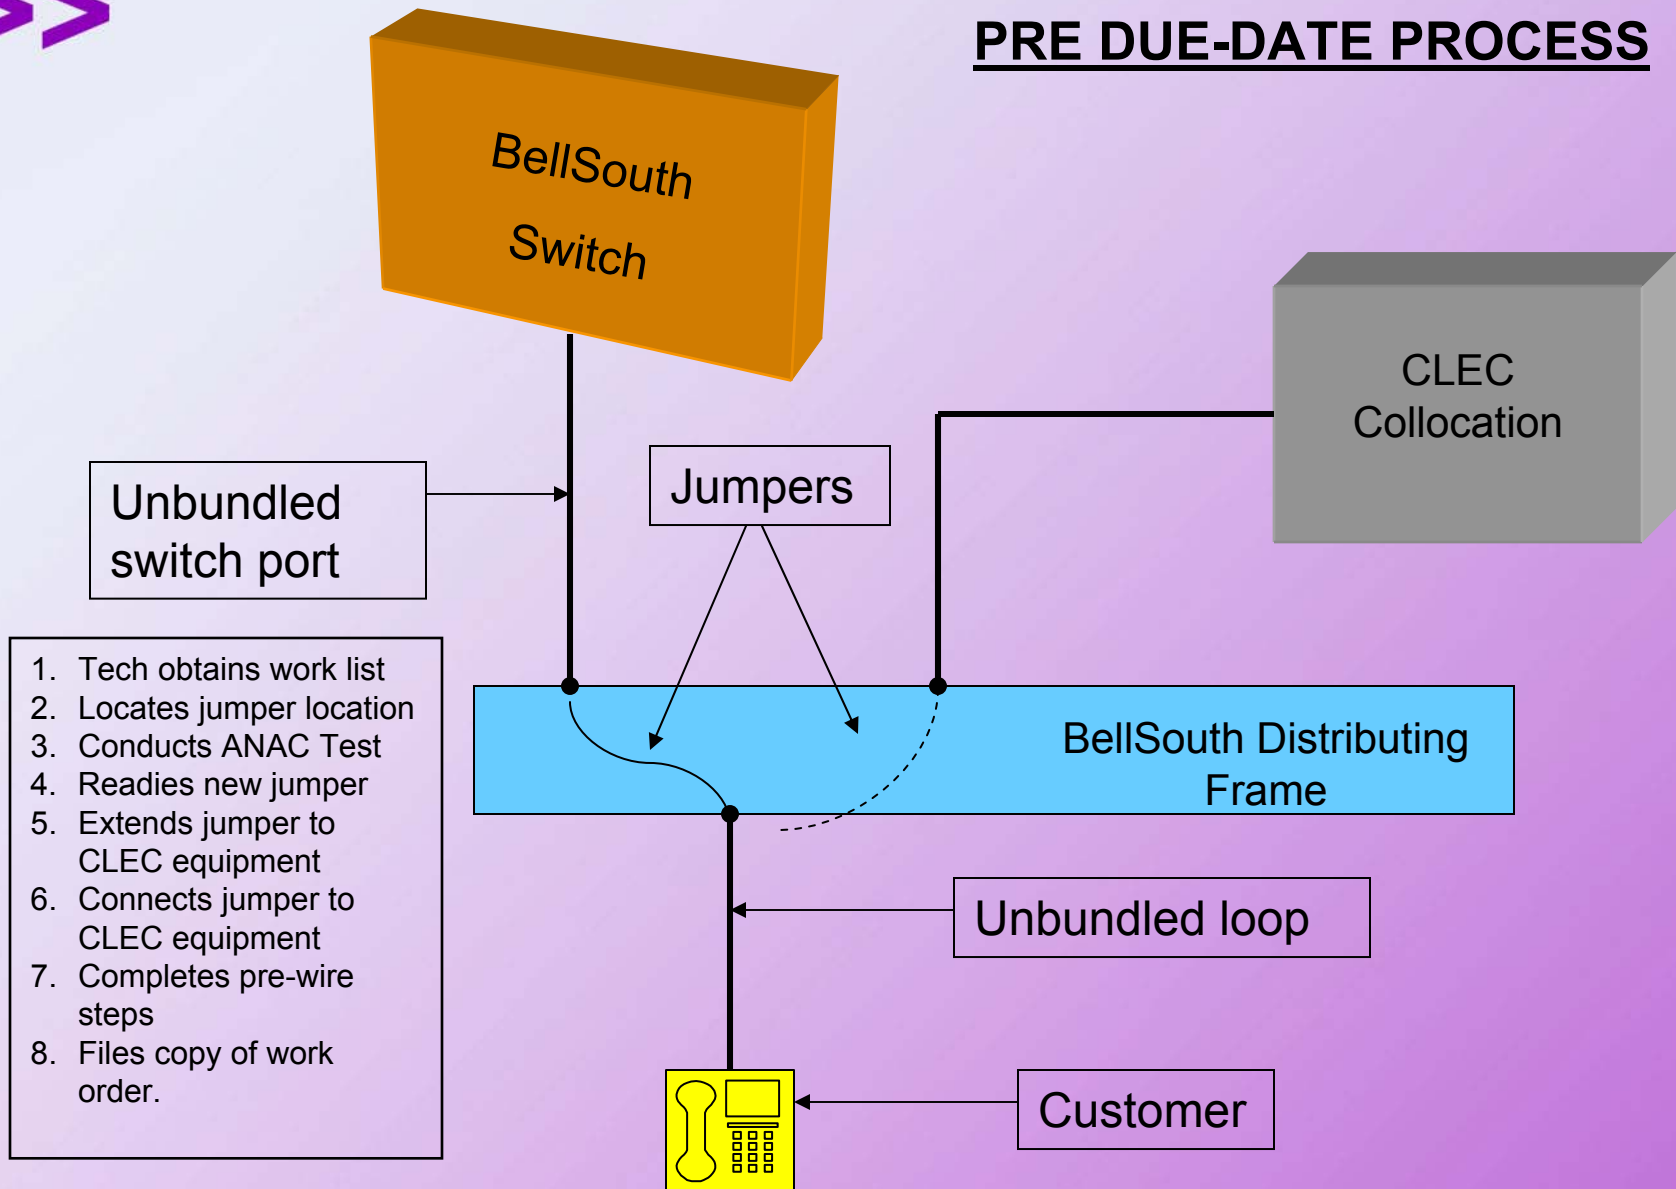 PRE DUE-DATE PROCESS
BellSouth
Switch
CLEC
Collocation
Unbundled
switch port
Jumpers
1. Tech obtains work list
2. Locates jumper location
3. Conducts ANAC Test
4. Readies new jumper
5. Extends jumper to
CLEC equipment
6. Connects jumper to
CLEC equipment
7. Completes pre-wire
steps
8. Files copy of work
order.
BellSouth Distributing
Frame
Unbundled loop
Customer